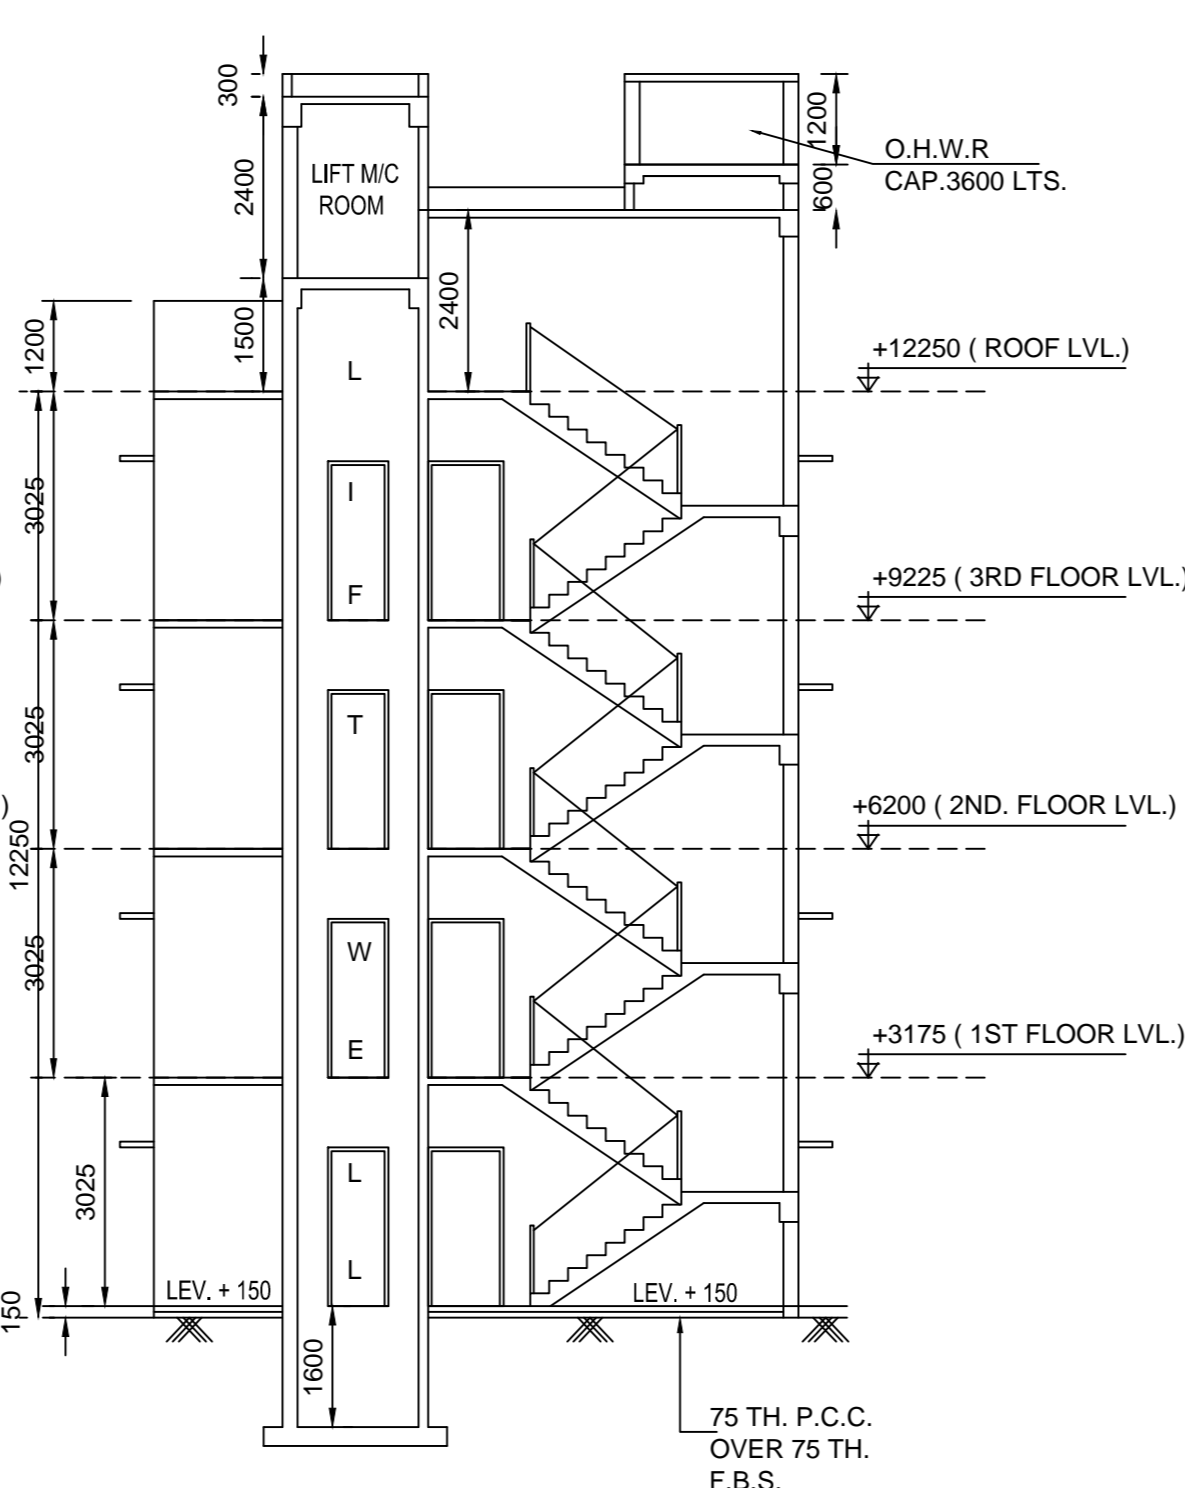 300
2400
LIFT M/C
ROOM
1500
1200
2400
1200
600
O.H.W.R
CAP.3600 LTS.
+12250 ( ROOF LVL.)
+9225 ( 3RD FLOOR LVL.)
+6200 ( 2ND. FLOOR LVL.)
+3175 ( 1ST FLOOR LVL.)
3025
3025
12250
3025
3025
150
)
)
L
I
F
T
W
E
L
L
LEV. + 150
LEV. + 150
1600
75 TH. P.C.C.
OVER 75 TH.
F.B.S.